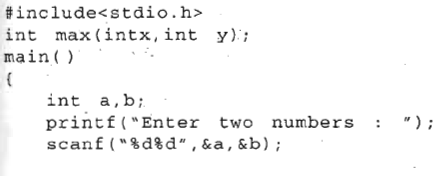 #include<stdio.h>
int max(intx,int y);
main()
{
int a,b;
printf("Enter two numbers : ");
scanf("%d%d",&a,&b);